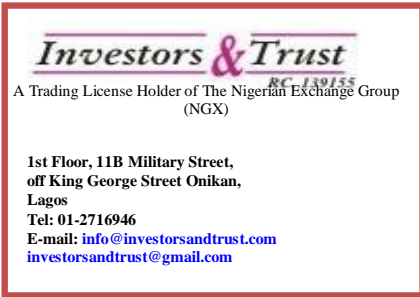 Investors & Trust
RC 139155
A Trading License Holder of The Nigerian Exchange Group
(NGX)
1st Floor, 11B Military Street,
off King George Street Onikan,
Lagos
Tel: 01-2716946
E-mail: info@investorsandtrust.com
investorsandtrust@gmail.com